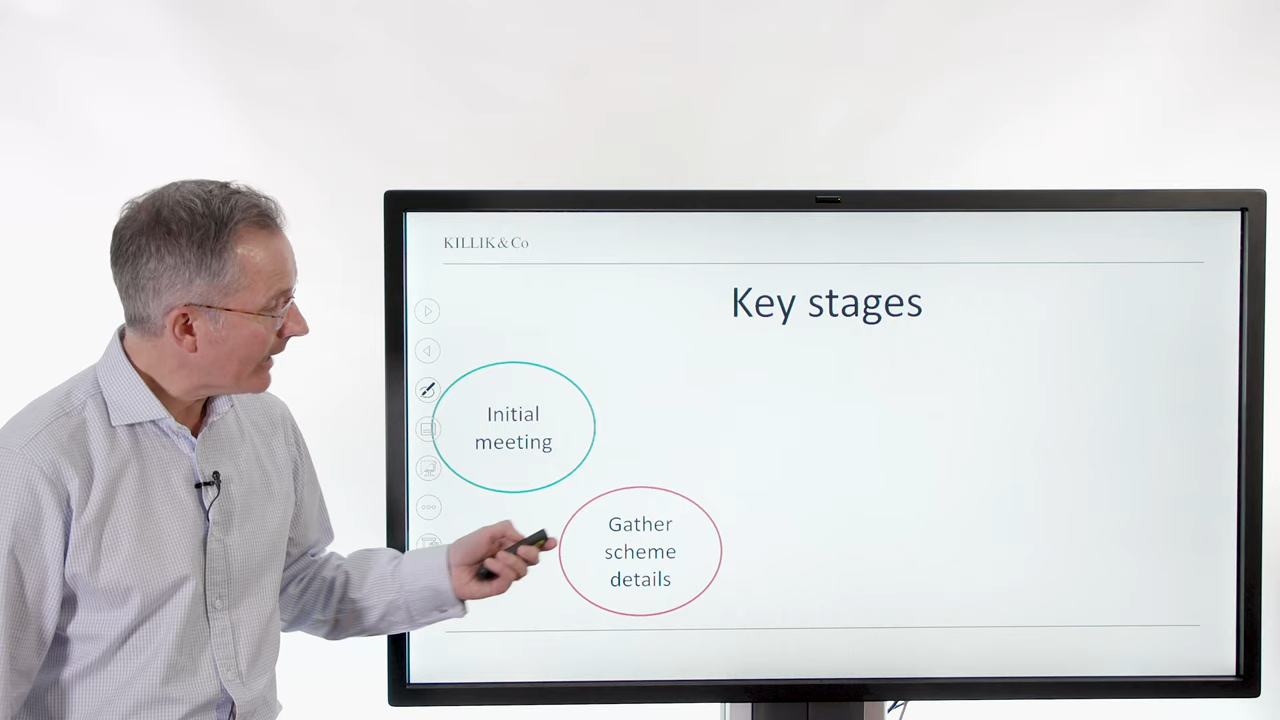 KILLIK & Co
Key stages
Initial
meeting
Gather
scheme
details